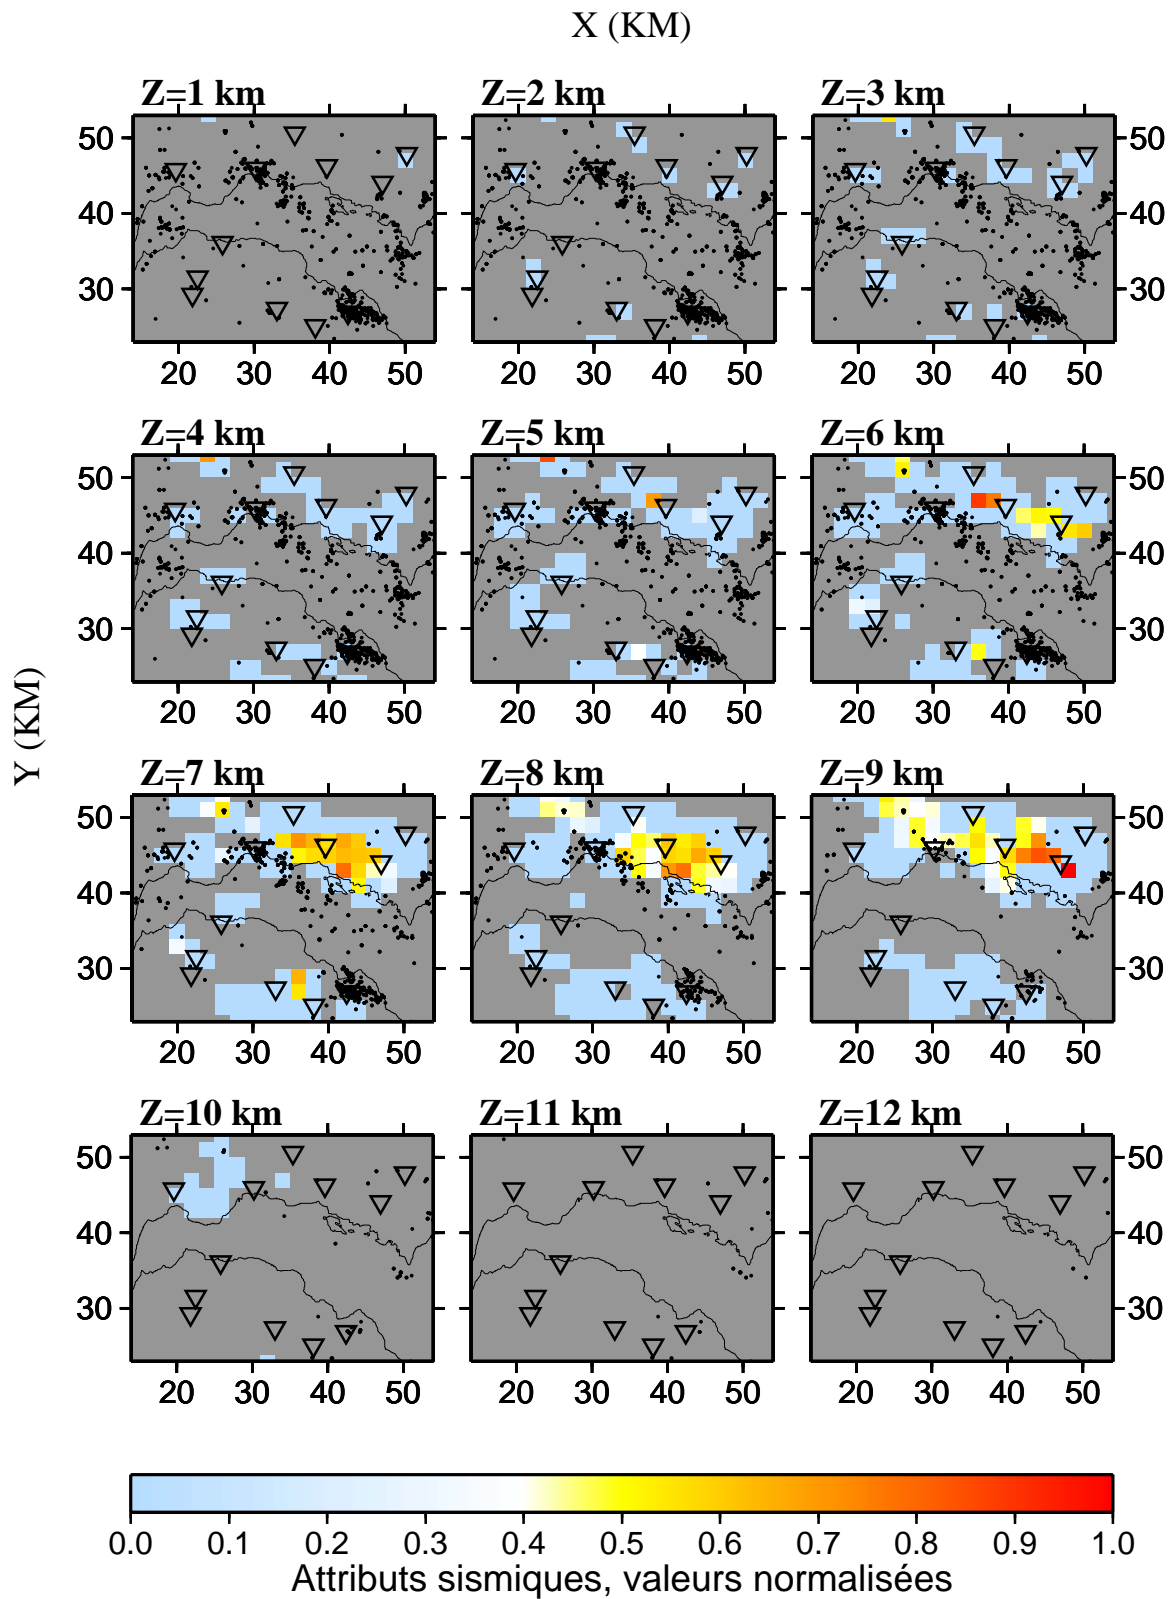 X (KM)
Z=1 km Z=2 km Z=3 km
50 50
40 40
30 30
20 30 40 50 20 30 40 50 20 30 40 50
Z=4 km Z=5 km Z=6 km
50 50
40 40
30 30
20 30 40 50 20 30 40 50 20 30 40 50
Y (KM)
Z=7 km Z=8 km Z=9 km
50 50
40 40
30 30
20 30 40 50 20 30 40 50 20 30 40 50
Z=10 km Z=11 km Z=12 km
50 50
40 40
30 30
20 30 40 50 20 30 40 50 20 30 40 50
0.0 0.1 0.2 0.3 0.4 0.5 0.6 0.7 0.8 0.9 1.0
Attributs sismiques, valeurs normalisées